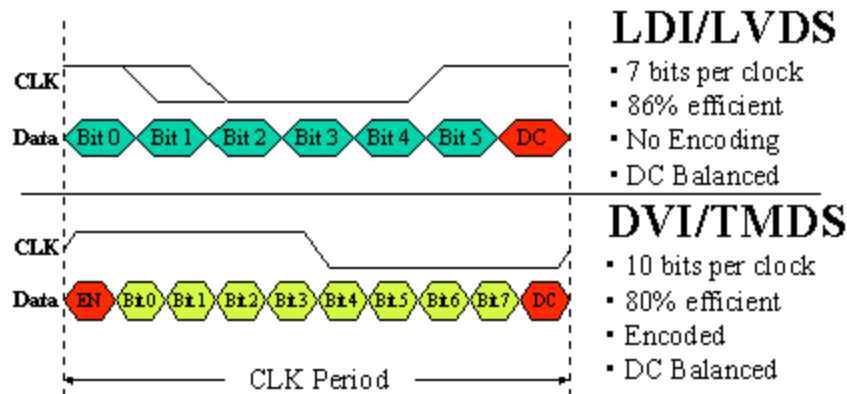 LDI/LVDS
CLK
Data Bit 0 Bit 1 Bit 2 Bit 3 Bit 4 Bit 5 DC
▪ 7 bits per clock
▪ 86% efficient
▪ No Encoding
▪ DC Balanced
DVI/TMDS
CLK
Data EN Bit0 Bit1 Bit2 Bit3 Bit4 Bit5 Bit6 Bit7 DC
▪ 10 bits per clock
▪ 80% efficient
▪ Encoded
▪ DC Balanced
CLK Period